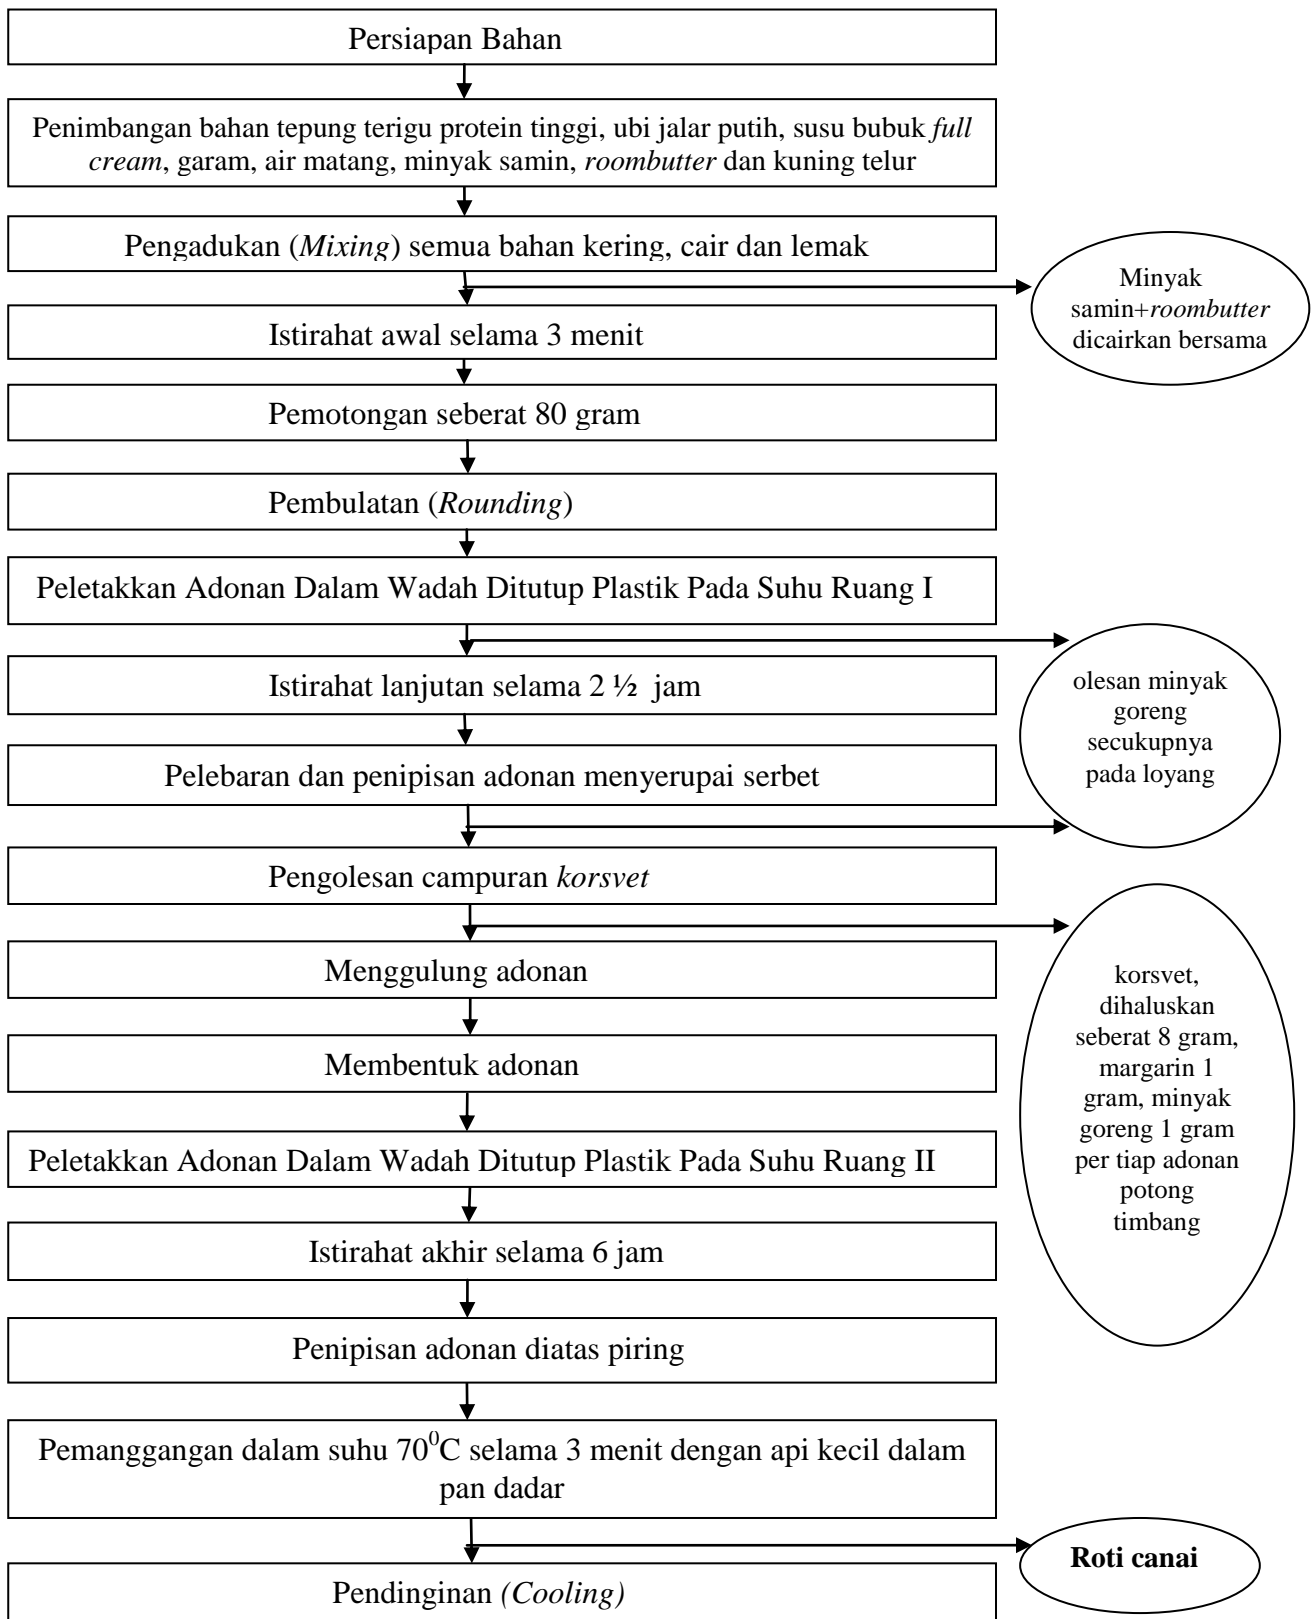 Persiapan Bahan
Penimbangan bahan tepung terigu protein tinggi, ubi jalar putih, susu bubuk full
cream, garam, air matang, minyak samin, roombutter dan kuning telur
Pengadukan (Mixing) semua bahan kering, cair dan lemak
Minyak
samin+roombutter
dicairkan bersama
Istirahat awal selama 3 menit
Pemotongan seberat 80 gram
Pembulatan (Rounding)
Peletakkan Adonan Dalam Wadah Ditutup Plastik Pada Suhu Ruang I
Istirahat lanjutan selama 2 ½ jam
olesan minyak
goreng
secukupnya
pada loyang
Pelebaran dan penipisan adonan menyerupai serbet
Pengolesan campuran korsvet
Menggulung adonan
korsvet,
dihaluskan
seberat 8 gram,
margarin 1
gram, minyak
goreng 1 gram
per tiap adonan
potong
timbang
Membentuk adonan
Peletakkan Adonan Dalam Wadah Ditutup Plastik Pada Suhu Ruang II
Istirahat akhir selama 6 jam
Penipisan adonan diatas piring
Pemanggangan dalam suhu 70⁰C selama 3 menit dengan api kecil dalam
pan dadar
Roti canai
Pendinginan (Cooling)